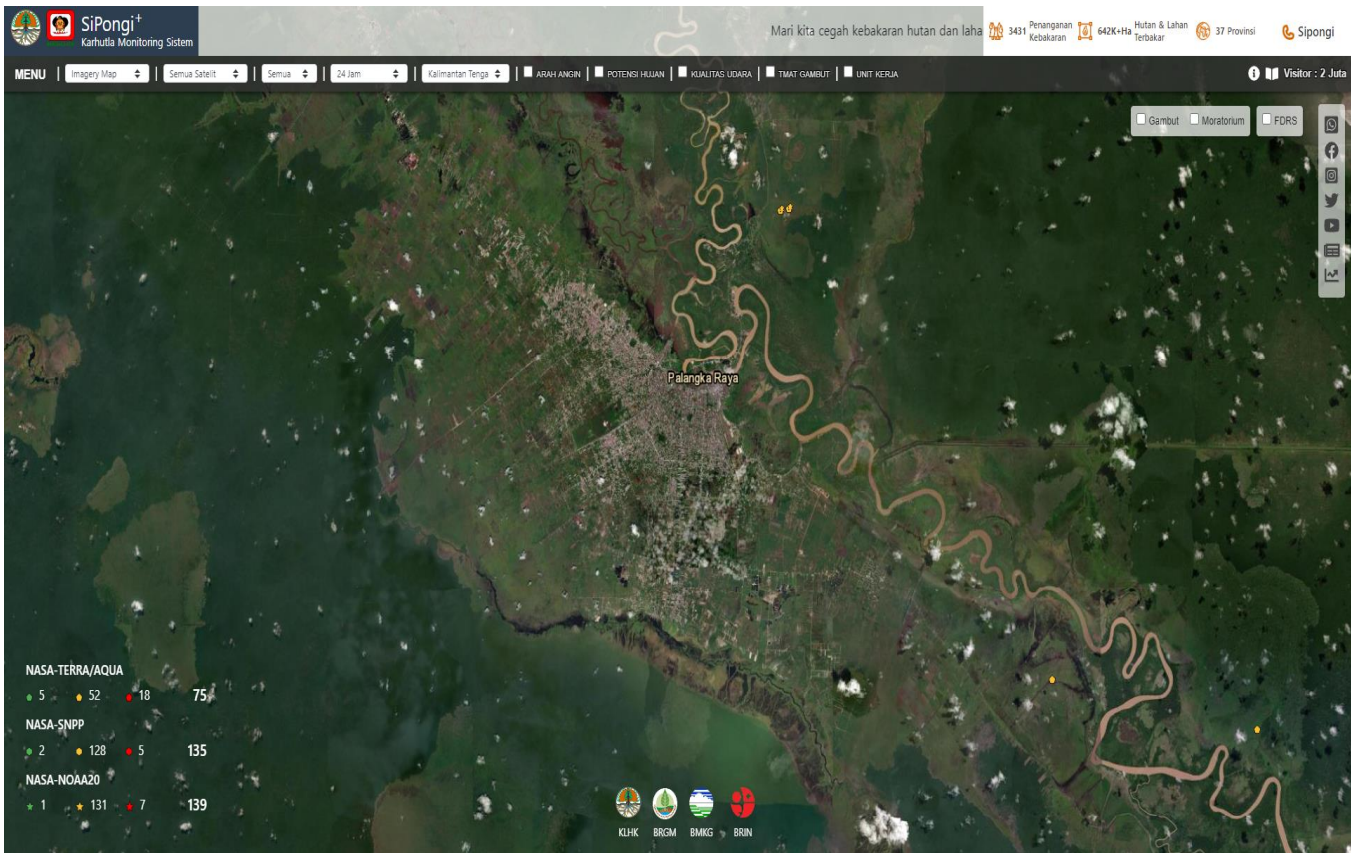 SiPongi+
Karhutla Monitoring Sistem
Mari kita cegah kebakaran hutan dan laha
3431 Penanganan Kebakaran
642K+Ha Hutan & Lahan Terbakar
37 Provinsi
Sipongi
MENU | Imagery Map | Semua Satelit | Semua | 24 Jam | Kalimantan Tenga | ARAH ANGIN | POTENSI HUJAN | KUALITAS UDARA | TMAT GAMBUT | UNIT KERJA
Visitor : 2 Juta
Gambut Moratorium FDRS
Palangka Raya
NASA-TERRA/AQUA
5 52 18 75
NASA-SNPP
2 128 5 135
NASA-NOAA20
1 131 7 139
KLHK BRGM BMKG BRIN